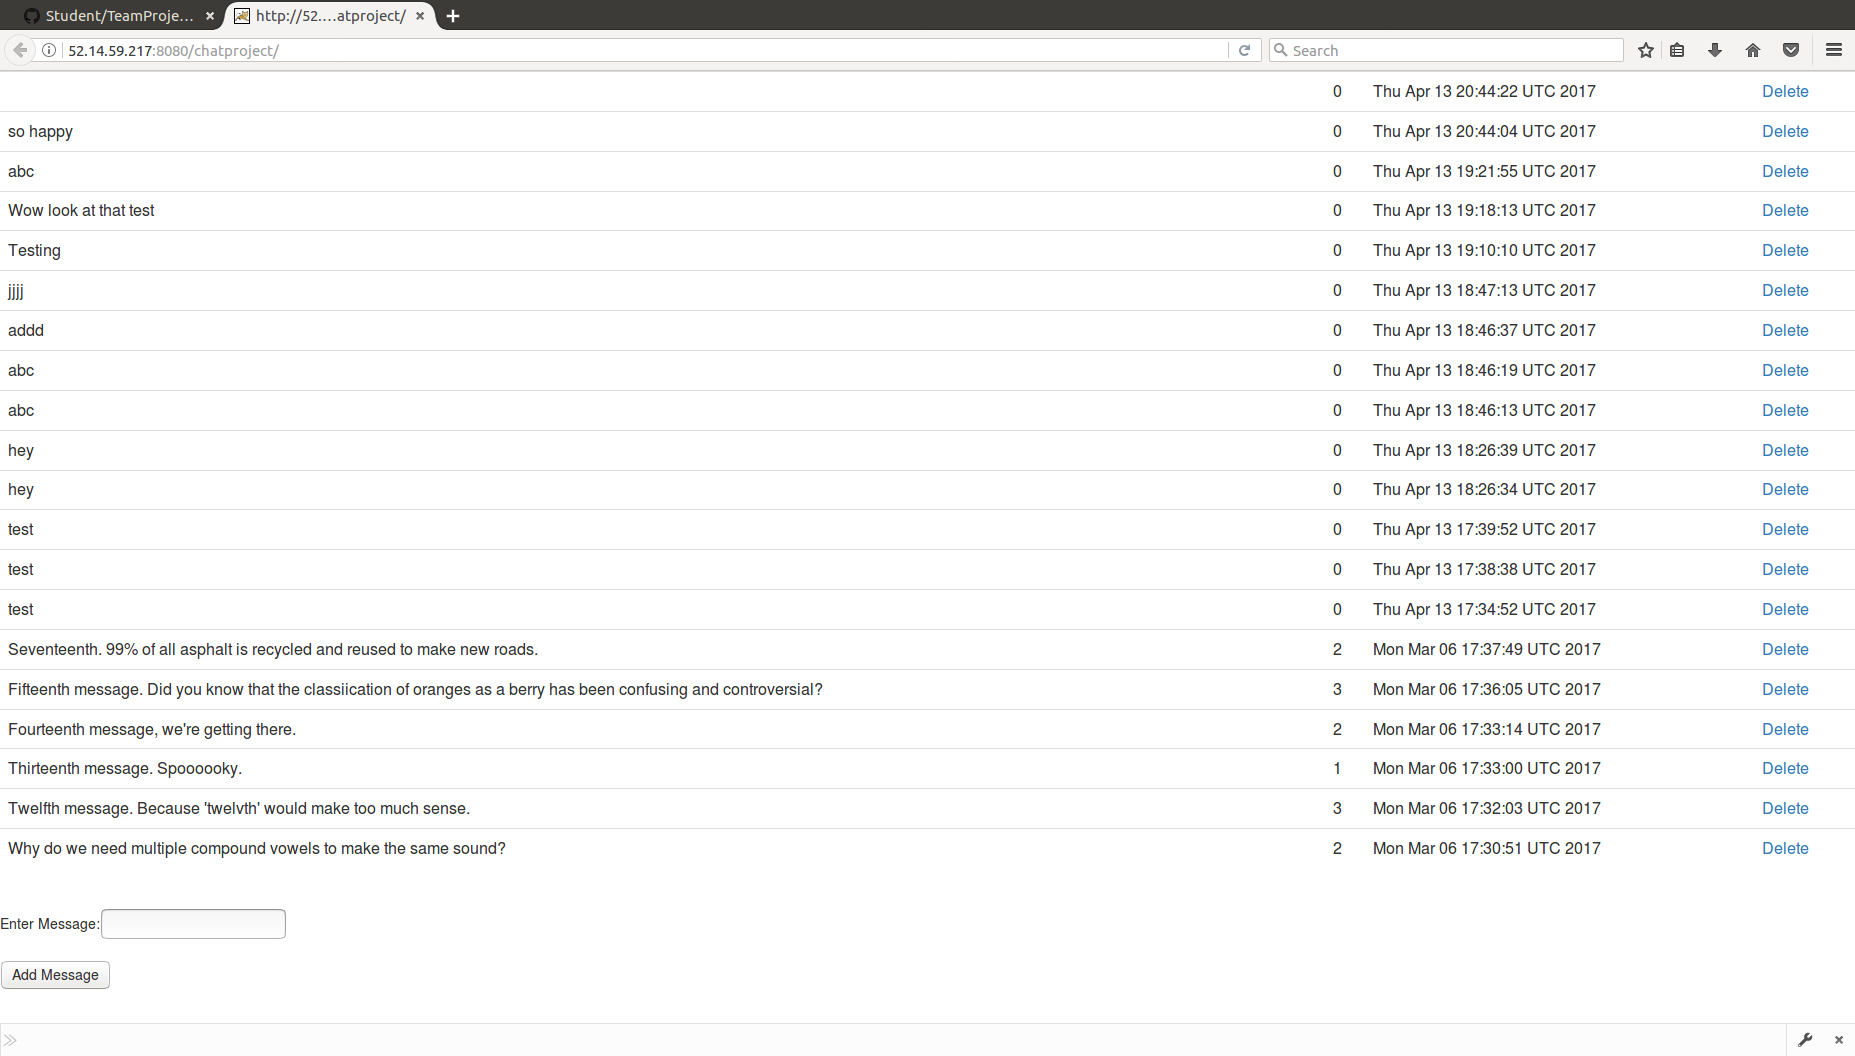 Student/TeamProje... × http://52....atproject/ × +
52.14.59.217:8080/chatproject/ Search
0 Thu Apr 13 20:44:22 UTC 2017 Delete
so happy 0 Thu Apr 13 20:44:04 UTC 2017 Delete
abc 0 Thu Apr 13 19:21:55 UTC 2017 Delete
Wow look at that test 0 Thu Apr 13 19:18:13 UTC 2017 Delete
Testing 0 Thu Apr 13 19:10:10 UTC 2017 Delete
jjjj 0 Thu Apr 13 18:47:13 UTC 2017 Delete
addd 0 Thu Apr 13 18:46:37 UTC 2017 Delete
abc 0 Thu Apr 13 18:46:19 UTC 2017 Delete
abc 0 Thu Apr 13 18:46:13 UTC 2017 Delete
hey 0 Thu Apr 13 18:26:39 UTC 2017 Delete
hey 0 Thu Apr 13 18:26:34 UTC 2017 Delete
test 0 Thu Apr 13 17:39:52 UTC 2017 Delete
test 0 Thu Apr 13 17:38:38 UTC 2017 Delete
test 0 Thu Apr 13 17:34:52 UTC 2017 Delete
Seventeenth. 99% of all asphalt is recycled and reused to make new roads. 2 Mon Mar 06 17:37:49 UTC 2017 Delete
Fifteenth message. Did you know that the classiication of oranges as a berry has been confusing and controversial? 3 Mon Mar 06 17:36:05 UTC 2017 Delete
Fourteenth message, we're getting there. 2 Mon Mar 06 17:33:14 UTC 2017 Delete
Thirteenth message. Spoooooky. 1 Mon Mar 06 17:33:00 UTC 2017 Delete
Twelfth message. Because 'twelvth' would make too much sense. 3 Mon Mar 06 17:32:03 UTC 2017 Delete
Why do we need multiple compound vowels to make the same sound? 2 Mon Mar 06 17:30:51 UTC 2017 Delete
Enter Message:
Add Message